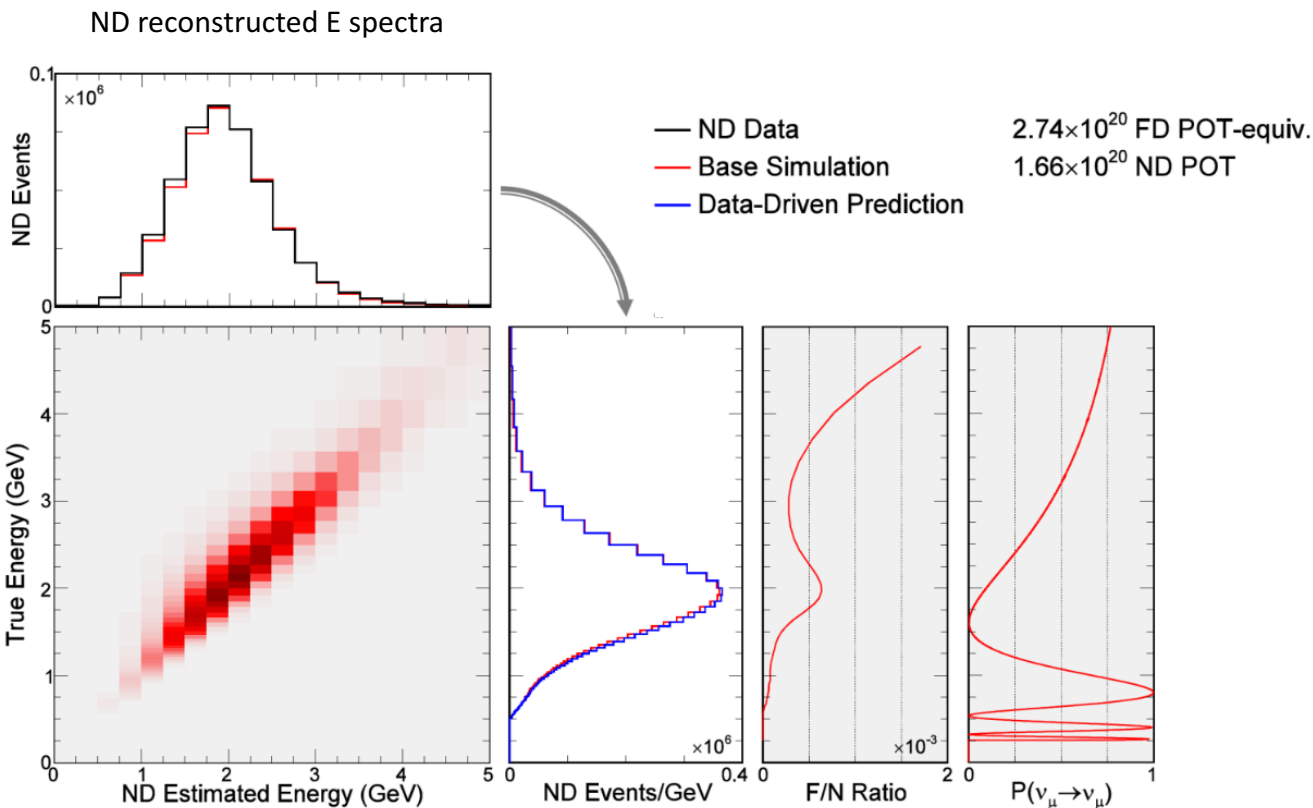 ND reconstructed E spectra
0.1
×10⁶
ND Events
0
ND Data
Base Simulation
Data-Driven Prediction
2.74×10²⁰ FD POT-equiv.
1.66×10²⁰ ND POT
5
4
3
2
1
0
True Energy (GeV)
0 1 2 3 4 5
ND Estimated Energy (GeV)
×10⁶
0 0.4
ND Events/GeV
×10⁻³
0 1 2
F/N Ratio
0 1
P(νμ→νμ)